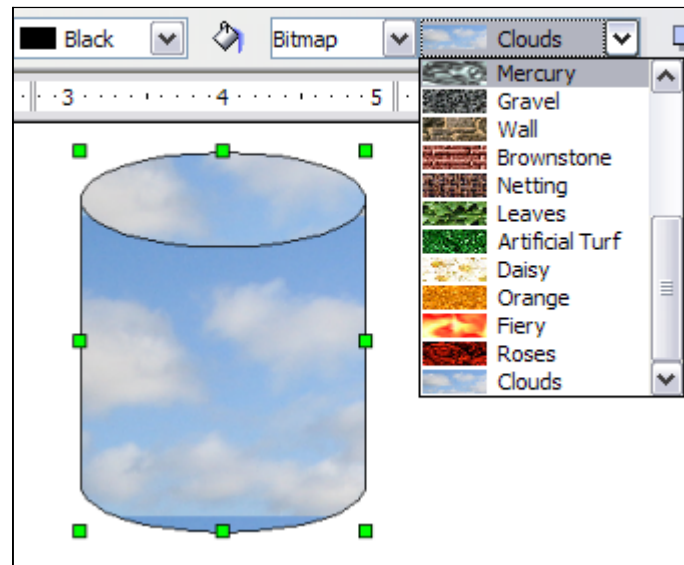 Black Bitmap Clouds
3 4 5
Mercury
Gravel
Wall
Brownstone
Netting
Leaves
Artificial Turf
Daisy
Orange
Fiery
Roses
Clouds